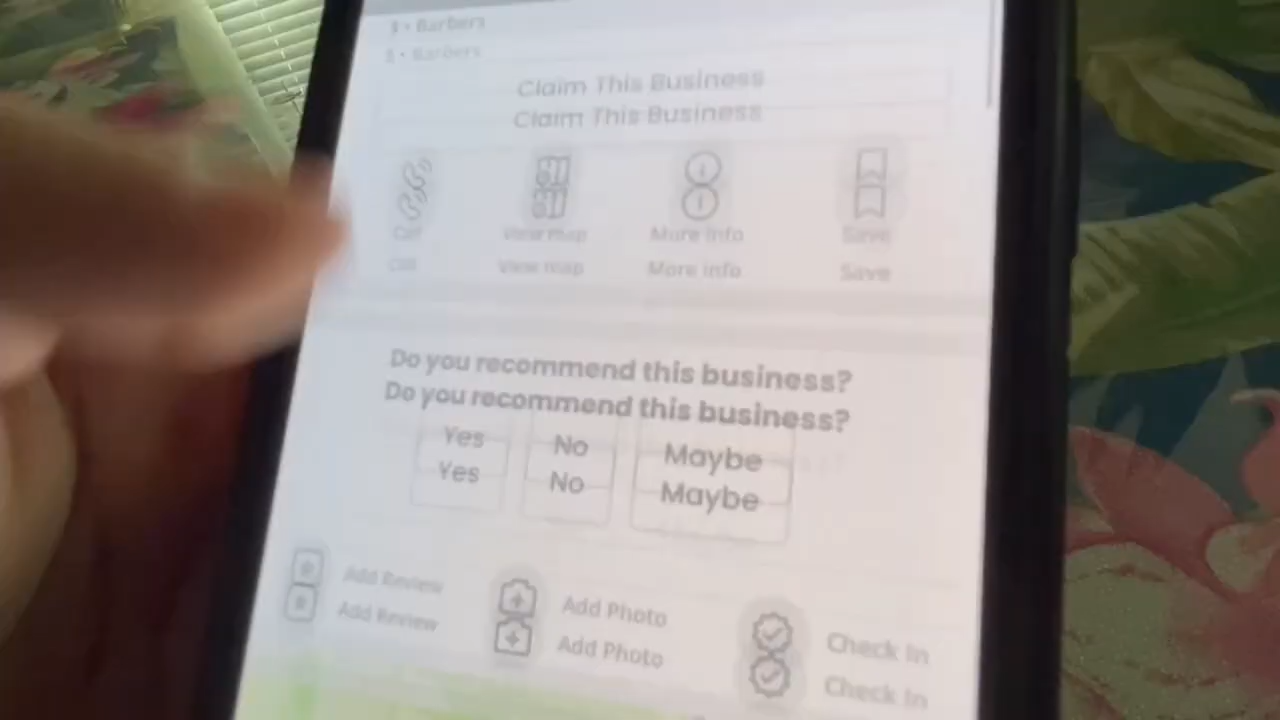 $ • Barbers
$ • Barbers
Claim This Business
Claim This Business
Call View map More info Save
Call View map More info Save
Do you recommend this business?
Do you recommend this business?
Yes No Maybe
Yes No Maybe
Add Review Add Photo Check In
Add Review Add Photo Check In